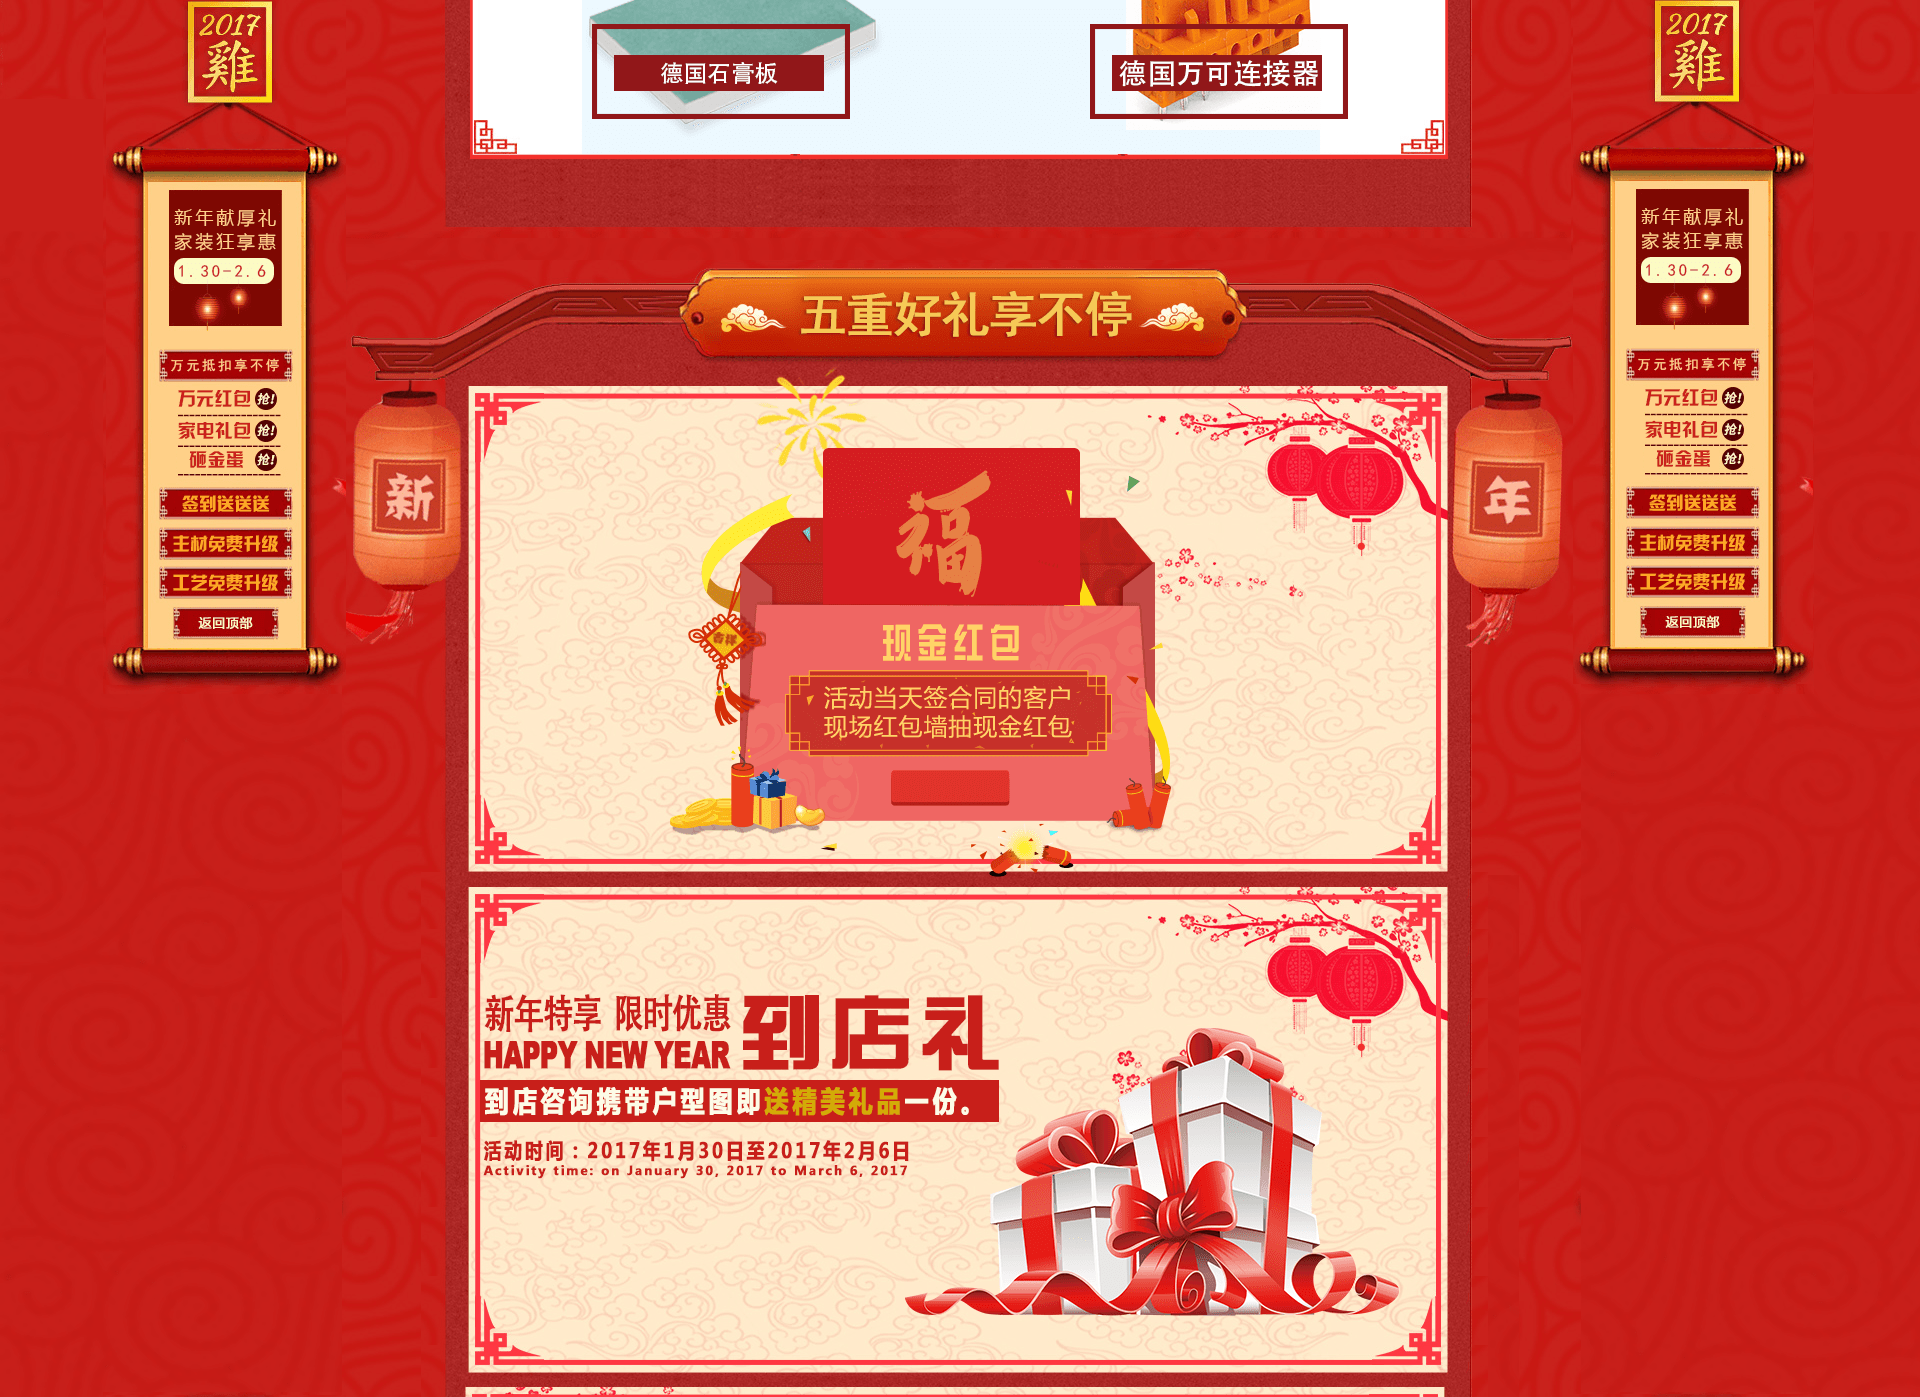 2017
雞
新年献厚礼
家装狂享惠
1.30-2.6
万元抵扣享不停
万元红包 抢!
家电礼包 抢!
砸金蛋 抢!
签到送送送
主材免费升级
工艺免费升级
返回顶部
德国石膏板
德国万可连接器
五重好礼享不停
新
年
福
吉祥
现金红包
活动当天签合同的客户
现场红包墙抽现金红包
新年特享 限时优惠
HAPPY NEW YEAR
到店礼
到店咨询携带户型图即送精美礼品一份。
活动时间：2017年1月30日至2017年2月6日
Activity time: on January 30, 2017 to March 6, 2017
2017
雞
新年献厚礼
家装狂享惠
1.30-2.6
万元抵扣享不停
万元红包 抢!
家电礼包 抢!
砸金蛋 抢!
签到送送送
主材免费升级
工艺免费升级
返回顶部